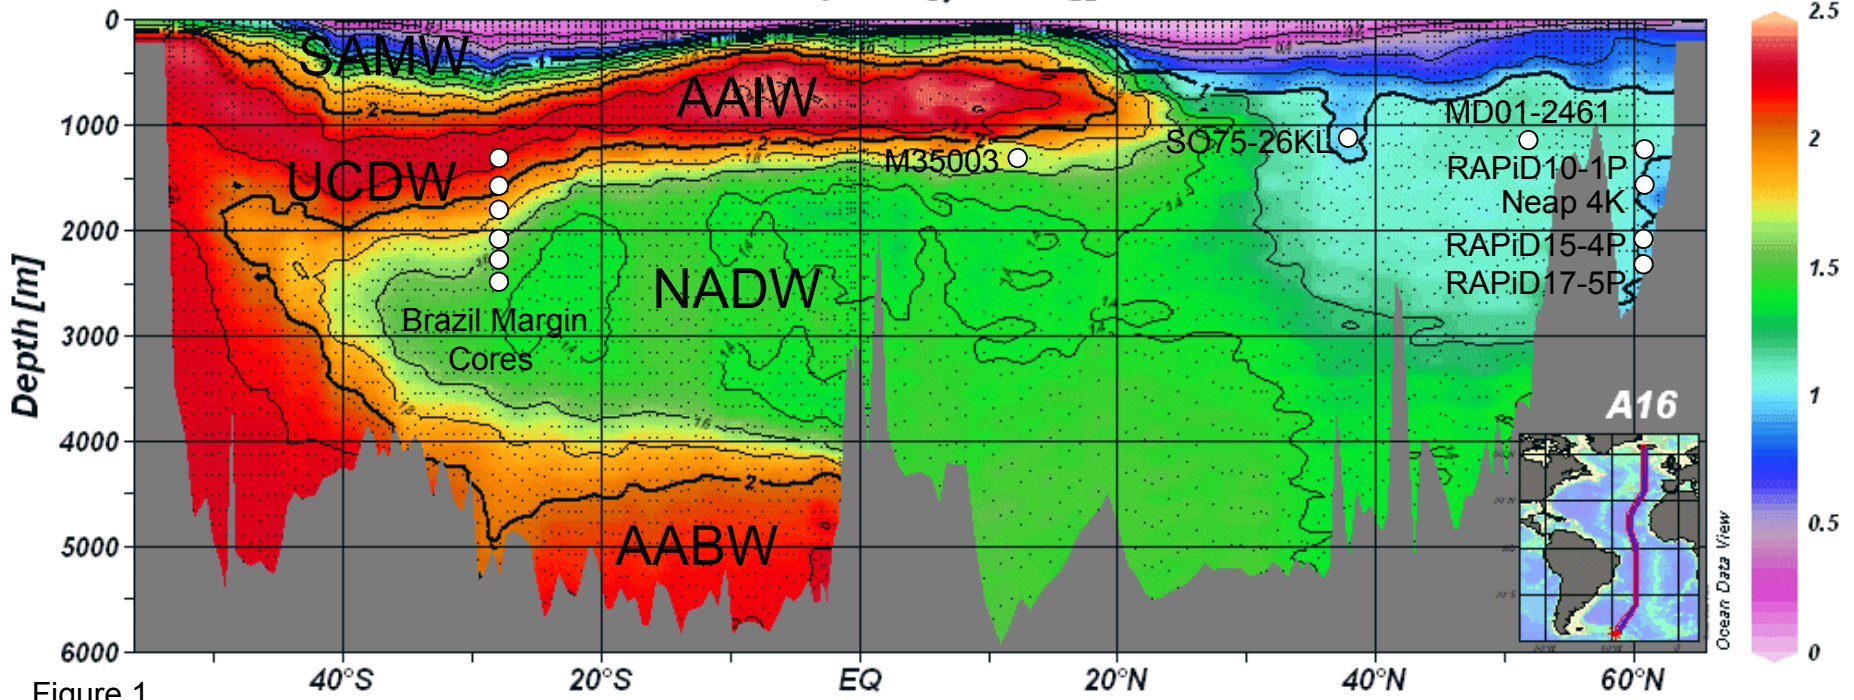 0
1000
2000
3000
4000
5000
6000
Depth [m]
SAMW
AAIW
UCDW
NADW
AABW
Brazil Margin
Cores
M35003
SO75-26KL
MD01-2461
RAPiD10-1P
Neap 4K
RAPiD15-4P
RAPiD17-5P
A16
40°S
20°S
EQ
20°N
40°N
60°N
Ocean Data View
2.5
2
1.5
1
0.5
0
Figure 1